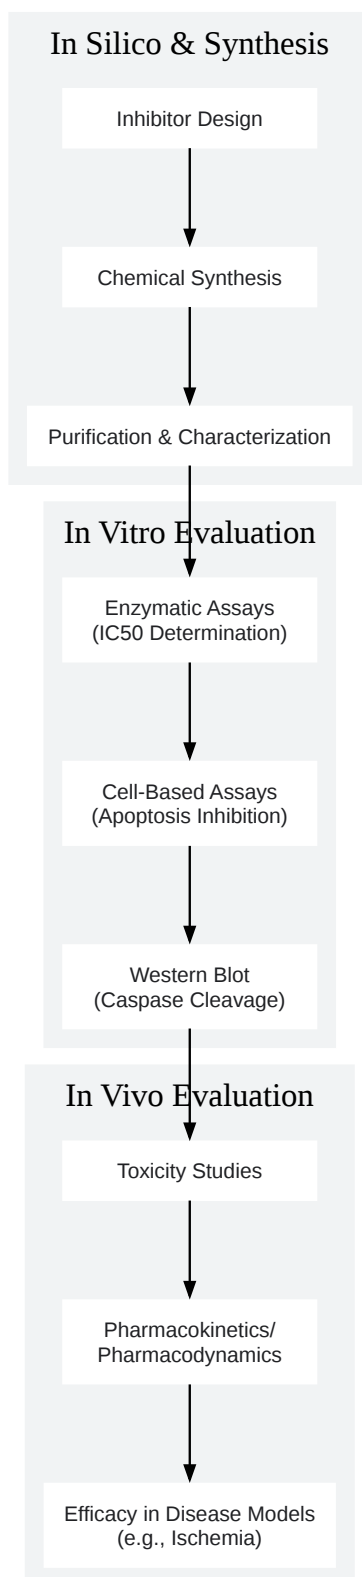 In Silico & Synthesis
Inhibitor Design
Chemical Synthesis
Purification & Characterization
In Vitro Evaluation
Enzymatic Assays
(IC50 Determination)
Cell-Based Assays
(Apoptosis Inhibition)
Western Blot
(Caspase Cleavage)
In Vivo Evaluation
Toxicity Studies
Pharmacokinetics/
Pharmacodynamics
Efficacy in Disease Models
(e.g., Ischemia)